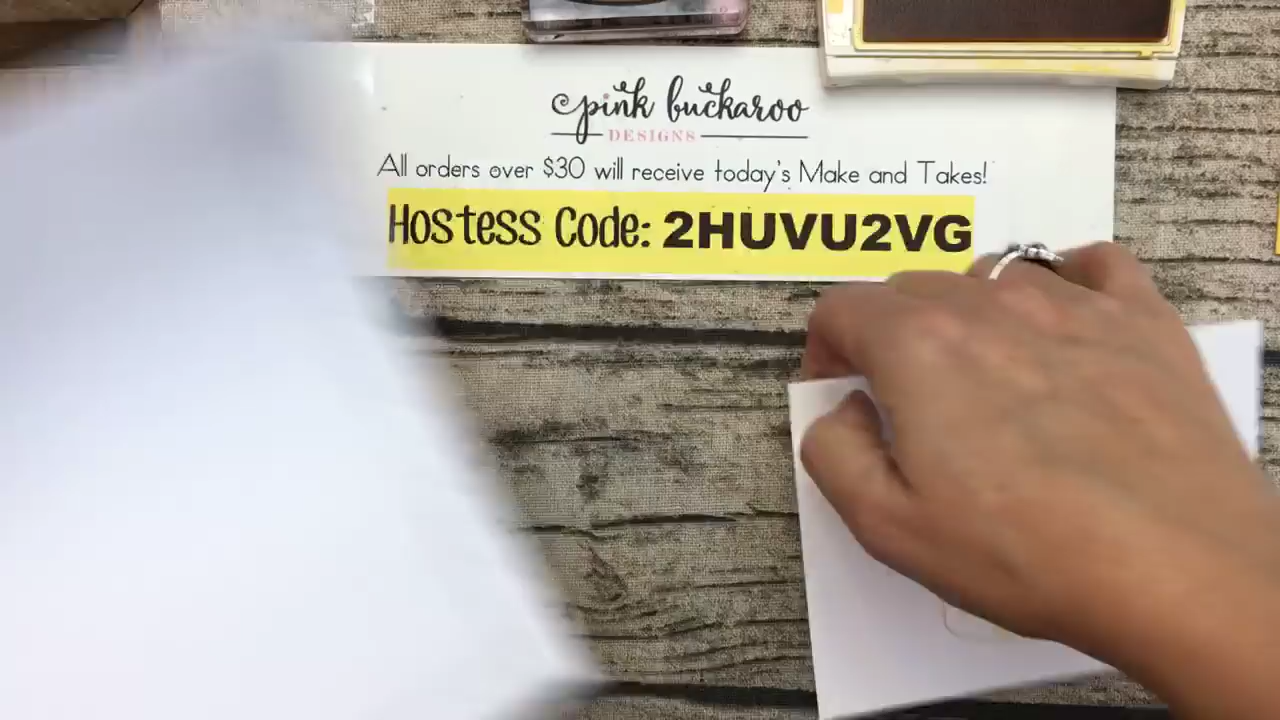 pink buckaroo
DESIGNS
All orders over $30 will receive today's Make and Takes!
Hostess Code: 2HUVU2VG